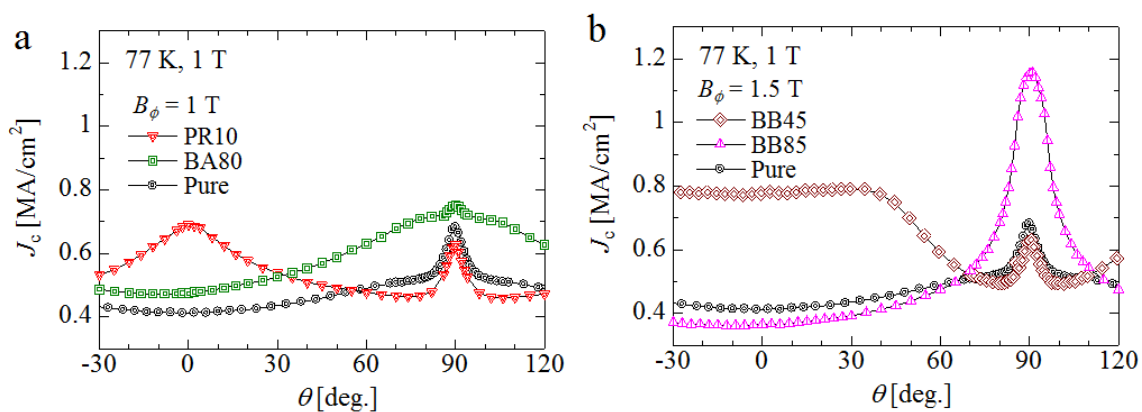 a
77 K, 1 T
Bϕ = 1 T
PR10
BA80
Pure
1.2
1
0.8
0.6
0.4
Jc [MA/cm2]
-30 0 30 60 90 120
θ [deg.]
b
77 K, 1 T
Bϕ = 1.5 T
BB45
BB85
Pure
1.2
1
0.8
0.6
0.4
Jc [MA/cm2]
-30 0 30 60 90 120
θ [deg.]